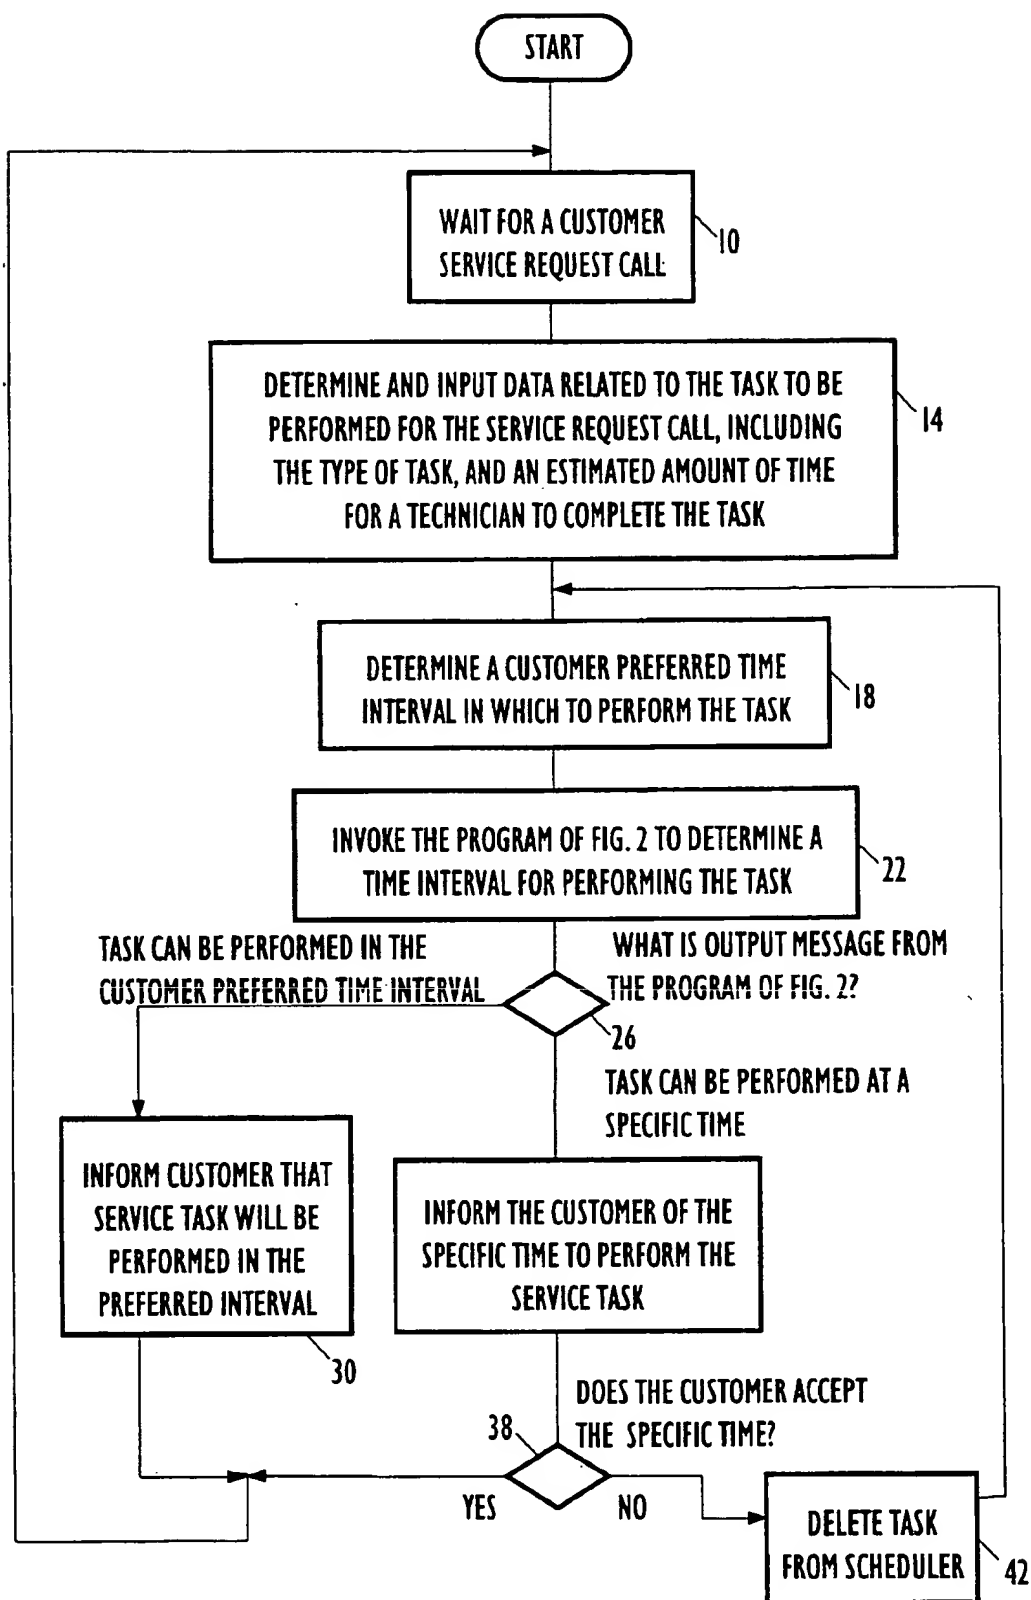 START
WAIT FOR A CUSTOMER
SERVICE REQUEST CALL
10
DETERMINE AND INPUT DATA RELATED TO THE TASK TO BE
PERFORMED FOR THE SERVICE REQUEST CALL, INCLUDING
THE TYPE OF TASK, AND AN ESTIMATED AMOUNT OF TIME
FOR A TECHNICIAN TO COMPLETE THE TASK
14
DETERMINE A CUSTOMER PREFERRED TIME
INTERVAL IN WHICH TO PERFORM THE TASK
18
INVOKE THE PROGRAM OF FIG. 2 TO DETERMINE A
TIME INTERVAL FOR PERFORMING THE TASK
22
TASK CAN BE PERFORMED IN THE
CUSTOMER PREFERRED TIME INTERVAL
WHAT IS OUTPUT MESSAGE FROM
THE PROGRAM OF FIG. 2?
26
TASK CAN BE PERFORMED AT A
SPECIFIC TIME
INFORM CUSTOMER THAT
SERVICE TASK WILL BE
PERFORMED IN THE
PREFERRED INTERVAL
30
INFORM THE CUSTOMER OF THE
SPECIFIC TIME TO PERFORM THE
SERVICE TASK
DOES THE CUSTOMER ACCEPT
THE SPECIFIC TIME?
38
YES
NO
DELETE TASK
FROM SCHEDULER
42